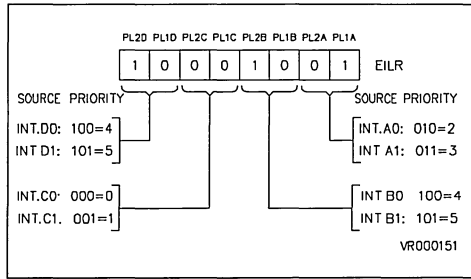 PL2D PL1D PL2C PL1C PL2B PL1B PL2A PL1A
1 0 0 0 1 0 0 1 EILR
SOURCE PRIORITY
SOURCE PRIORITY
INT.D0: 100=4
INT D1: 101=5
INT.A0: 010=2
INT A1: 011=3
INT.C0· 000=0
INT.C1. 001=1
INT B0 100=4
INT B1: 101=5
VR000151